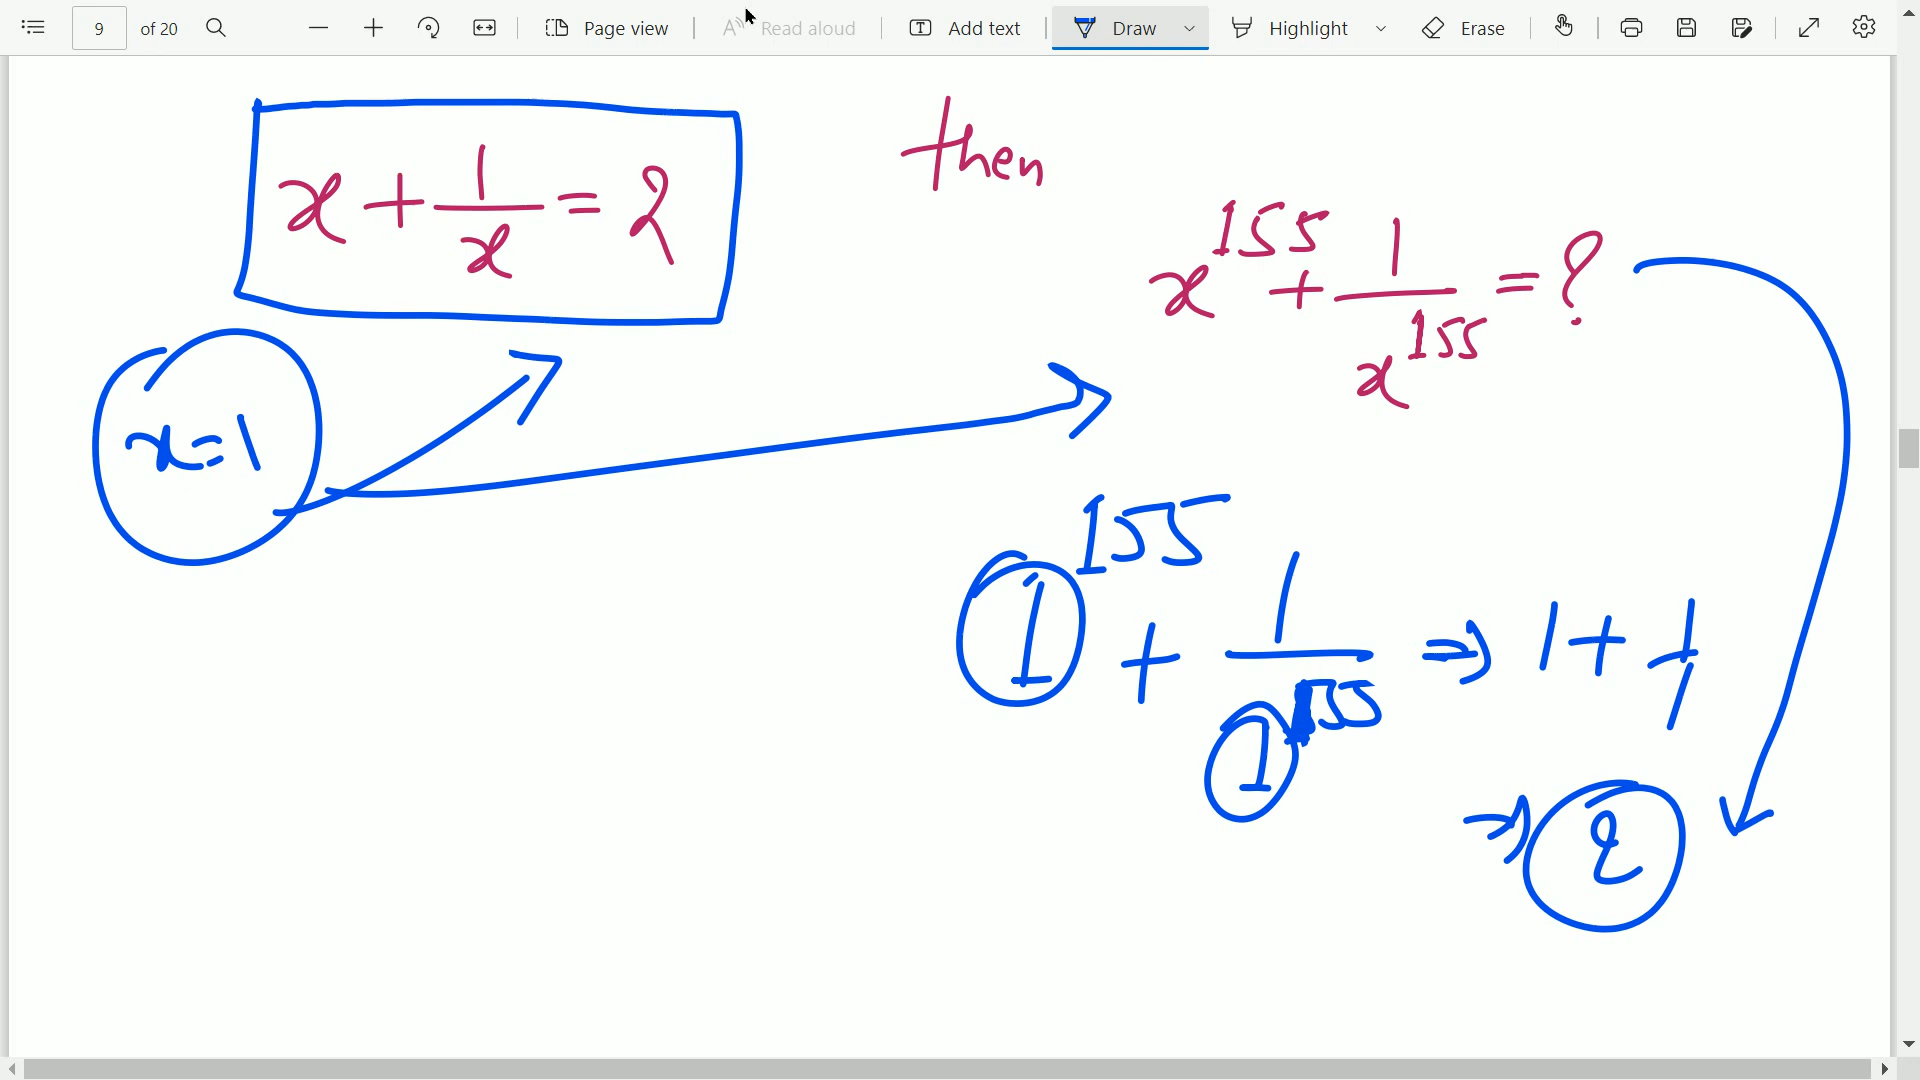 9 of 20 Page view Read aloud Add text Draw Highlight Erase
x + 1/x = 2 then
x^155 + 1/x^155 = ?
x=1
1^155 + 1/1^155 ⇒ 1 + 1/1
⇒ 2